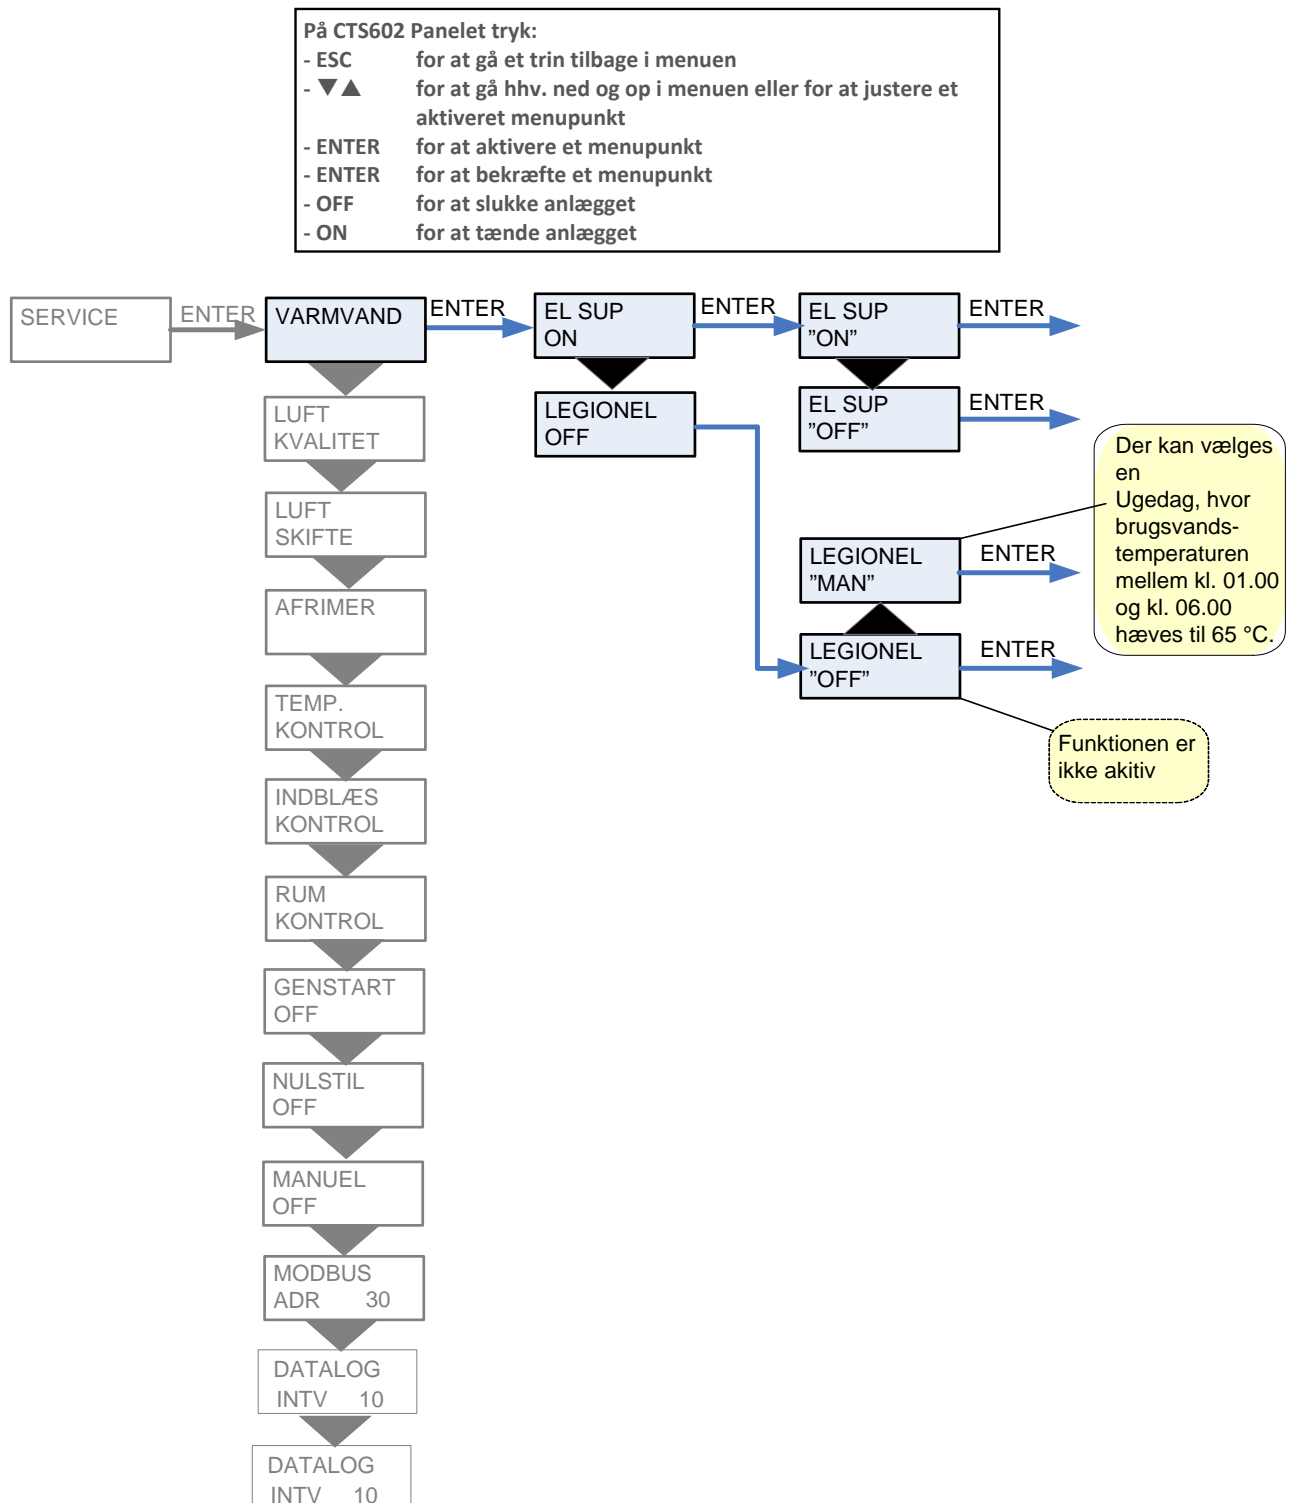 På CTS602 Panelet tryk:
- ESC for at gå et trin tilbage i menuen
- ▼▲ for at gå hhv. ned og op i menuen eller for at justere et
aktiveret menupunkt
- ENTER for at aktivere et menupunkt
- ENTER for at bekræfte et menupunkt
- OFF for at slukke anlægget
- ON for at tænde anlægget
SERVICE
ENTER
VARMVAND
ENTER
EL SUP
ON
ENTER
EL SUP
”ON”
ENTER
LUFT
KVALITET
LEGIONEL
OFF
EL SUP
”OFF”
ENTER
Der kan vælges
en
Ugedag, hvor
brugsvands-
temperaturen
mellem kl. 01.00
og kl. 06.00
hæves til 65 °C.
LUFT
SKIFTE
LEGIONEL
”MAN”
ENTER
AFRIMER
LEGIONEL
”OFF”
ENTER
TEMP.
KONTROL
Funktionen er
ikke akitiv
INDBLÆS
KONTROL
RUM
KONTROL
GENSTART
OFF
NULSTIL
OFF
MANUEL
OFF
MODBUS
ADR 30
DATALOG
INTV 10
DATALOG
INTV 10